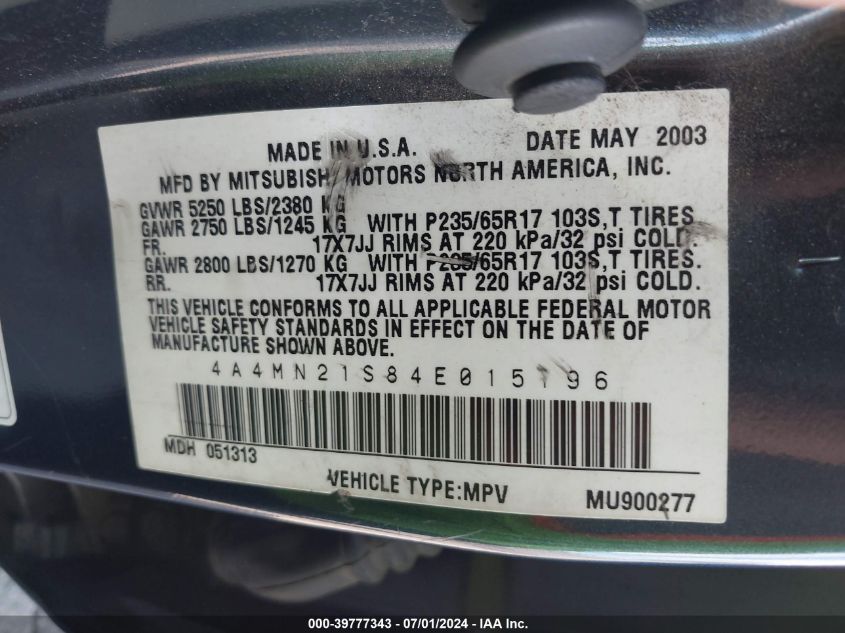 MADE IN U.S.A. DATE MAY 2003
MFD BY MITSUBISHI MOTORS NORTH AMERICA, INC.
GVWR 5250 LBS/2380 KG
GAWR 2750 LBS/1245 KG WITH P235/65R17 103S,T TIRES
FR. 17X7JJ RIMS AT 220 kPa/32 psi COLD.
GAWR 2800 LBS/1270 KG WITH P235/65R17 103S,T TIRES.
RR. 17X7JJ RIMS AT 220 kPa/32 psi COLD.
THIS VEHICLE CONFORMS TO ALL APPLICABLE FEDERAL MOTOR
VEHICLE SAFETY STANDARDS IN EFFECT ON THE DATE OF
MANUFACTURE SHOWN ABOVE.
4A4MN21S84E015196
MDH 051313
VEHICLE TYPE:MPV MU900277
000-39777343 - 07/01/2024 - IAA Inc.